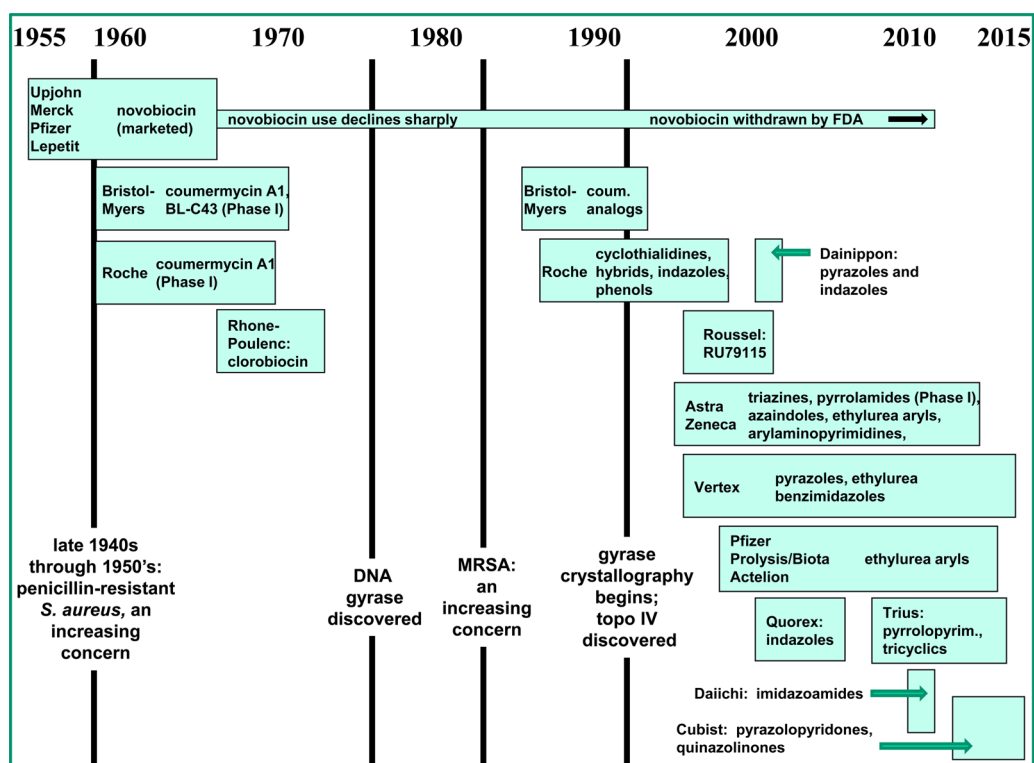 1955 1960 1970 1980 1990 2000 2010 2015
Upjohn
Merck
Pfizer
Lepetit
novobiocin
(marketed)
novobiocin use declines sharply
novobiocin withdrawn by FDA
Bristol-
Myers
coumermycin A1,
BL-C43 (Phase I)
Bristol-
Myers
coum.
analogs
Roche
coumermycin A1
(Phase I)
Roche
cyclothialidines,
hybrids, indazoles,
phenols
Dainippon:
pyrazoles and
indazoles
Rhone-
Poulenc:
clorobiocin
Roussel:
RU79115
Astra
Zeneca
triazines, pyrrolamides (Phase I),
azaindoles, ethylurea aryls,
arylaminopyrimidines,
Vertex
pyrazoles, ethylurea
benzimidazoles
Pfizer
Prolysis/Biota
Actelion
ethylurea aryls
late 1940s
through 1950's:
penicillin-resistant
S. aureus, an
increasing
concern
DNA
gyrase
discovered
MRSA:
an
increasing
concern
gyrase
crystallography
begins;
topo IV
discovered
Quorex:
indazoles
Trius:
pyrrolopyrim.,
tricyclics
Daiichi: imidazoamides
Cubist: pyrazolopyridones,
quinazolinones